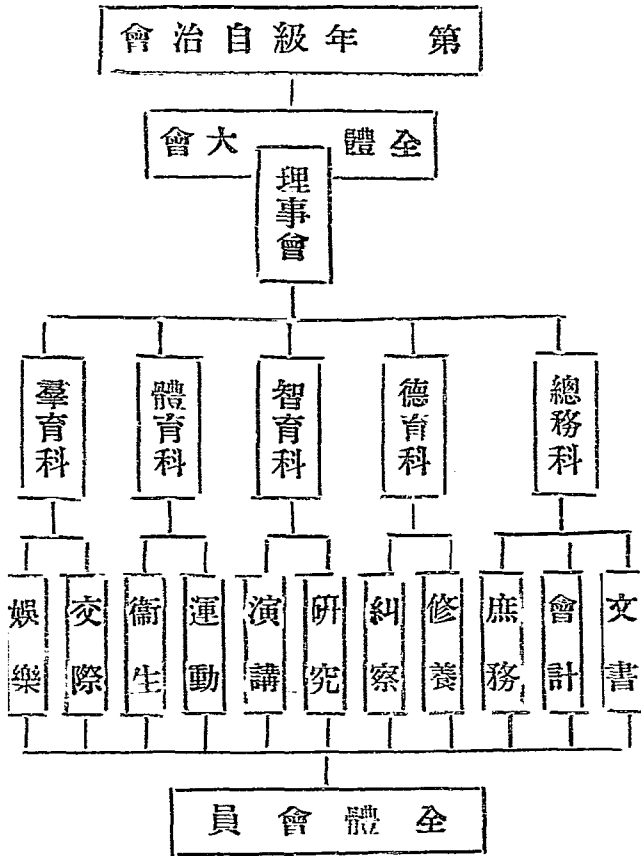 第　年級自治會
全體大會
理事會
總務科
德育科
智育科
體育科
羣育科
文書
會計
庶務
修養
糾察
研究
演講
運動
衞生
交際
娛樂
全體會員